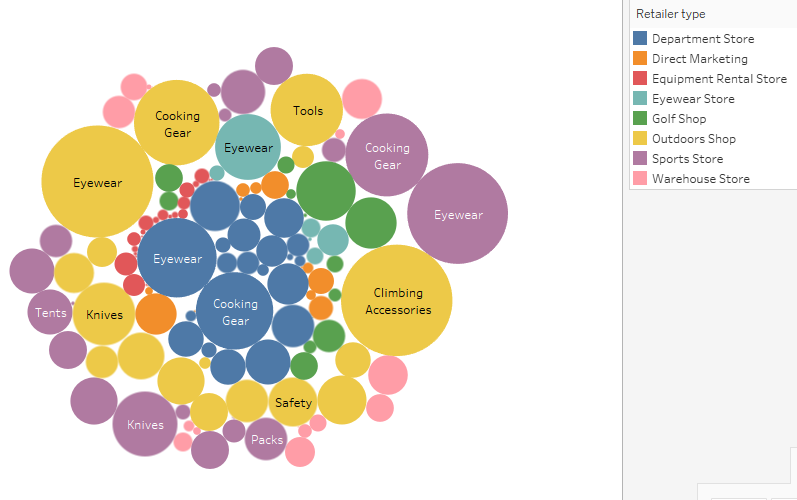 Retailer type
Department Store
Direct Marketing
Equipment Rental Store
Eyewear Store
Golf Shop
Outdoors Shop
Sports Store
Warehouse Store
Cooking
Gear
Tools
Eyewear
Cooking
Gear
Eyewear
Eyewear
Eyewear
Climbing
Accessories
Cooking
Gear
Tents
Knives
Safety
Knives
Packs